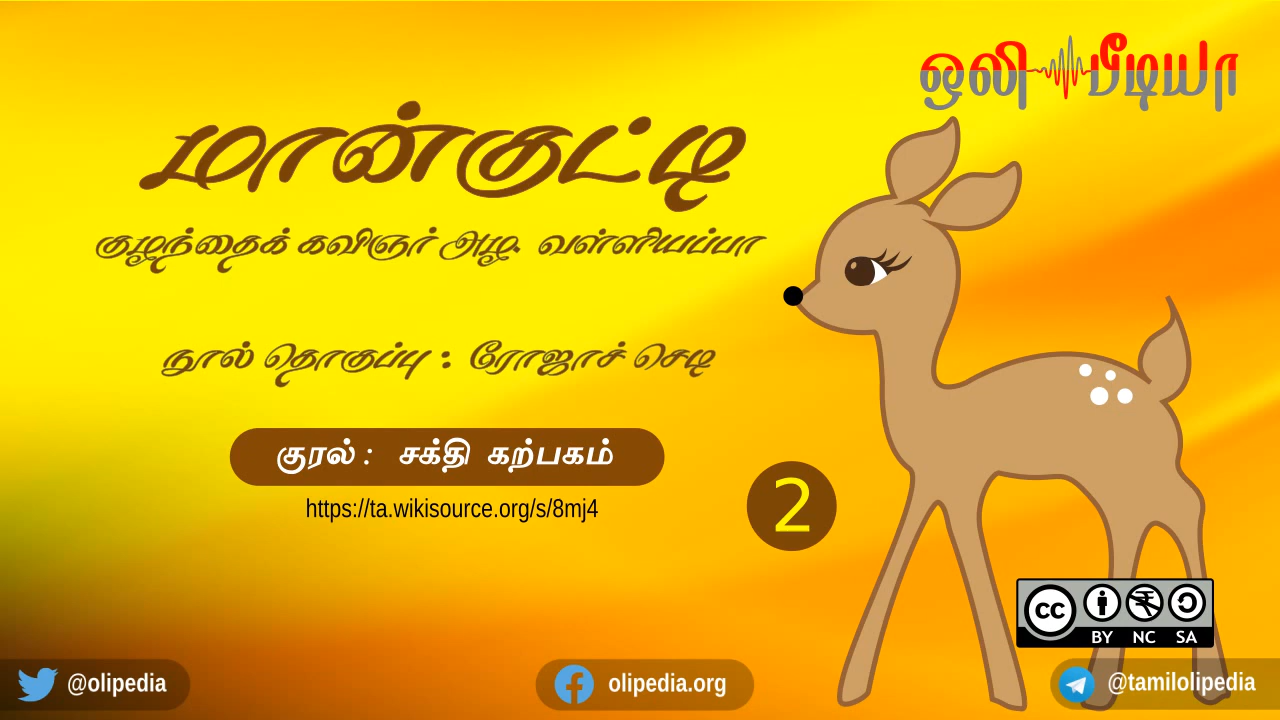 ஒலிபீடியா
மான்குட்டி
குழந்தைக் கவிஞர் அழ. வள்ளியப்பா
நூல் தொகுப்பு : ரோஜாச் செடி
குரல் : சக்தி கற்பகம்
https://ta.wikisource.org/s/8mj4
2
cc
BY NC SA
@olipedia
olipedia.org
@tamilolipedia